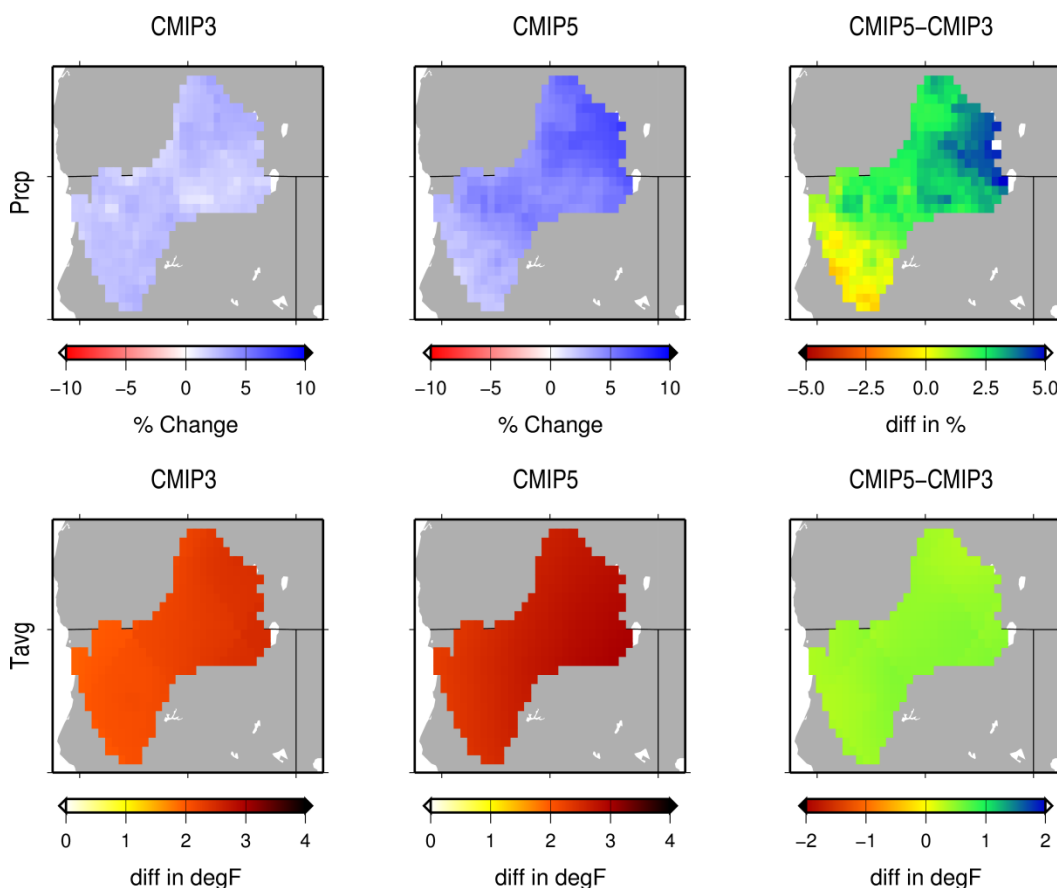 CMIP3 CMIP5 CMIP5−CMIP3
Prcp
−10 −5 0 5 10 −10 −5 0 5 10 −5.0 −2.5 0.0 2.5 5.0
% Change % Change diff in %
CMIP3 CMIP5 CMIP5−CMIP3
Tavg
0 1 2 3 4 0 1 2 3 4 −2 −1 0 1 2
diff in degF diff in degF diff in degF